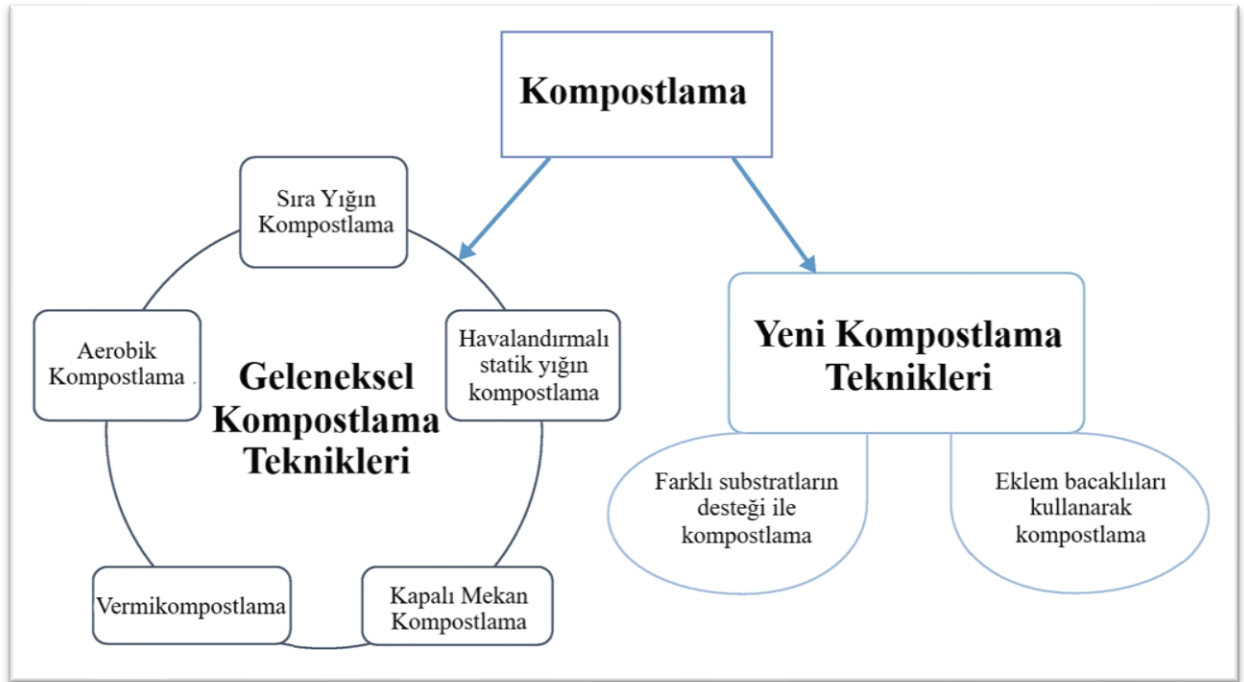 Kompostlama
Sıra Yığın
Kompostlama
Aerobik
Kompostlama
Havalandırmalı
statik yığın
kompostlama
Geleneksel
Kompostlama
Teknikleri
Vermikompostlama
Kapalı Mekan
Kompostlama
Yeni Kompostlama
Teknikleri
Farklı substratların
desteği ile
kompostlama
Eklem bacaklıları
kullanarak
kompostlama